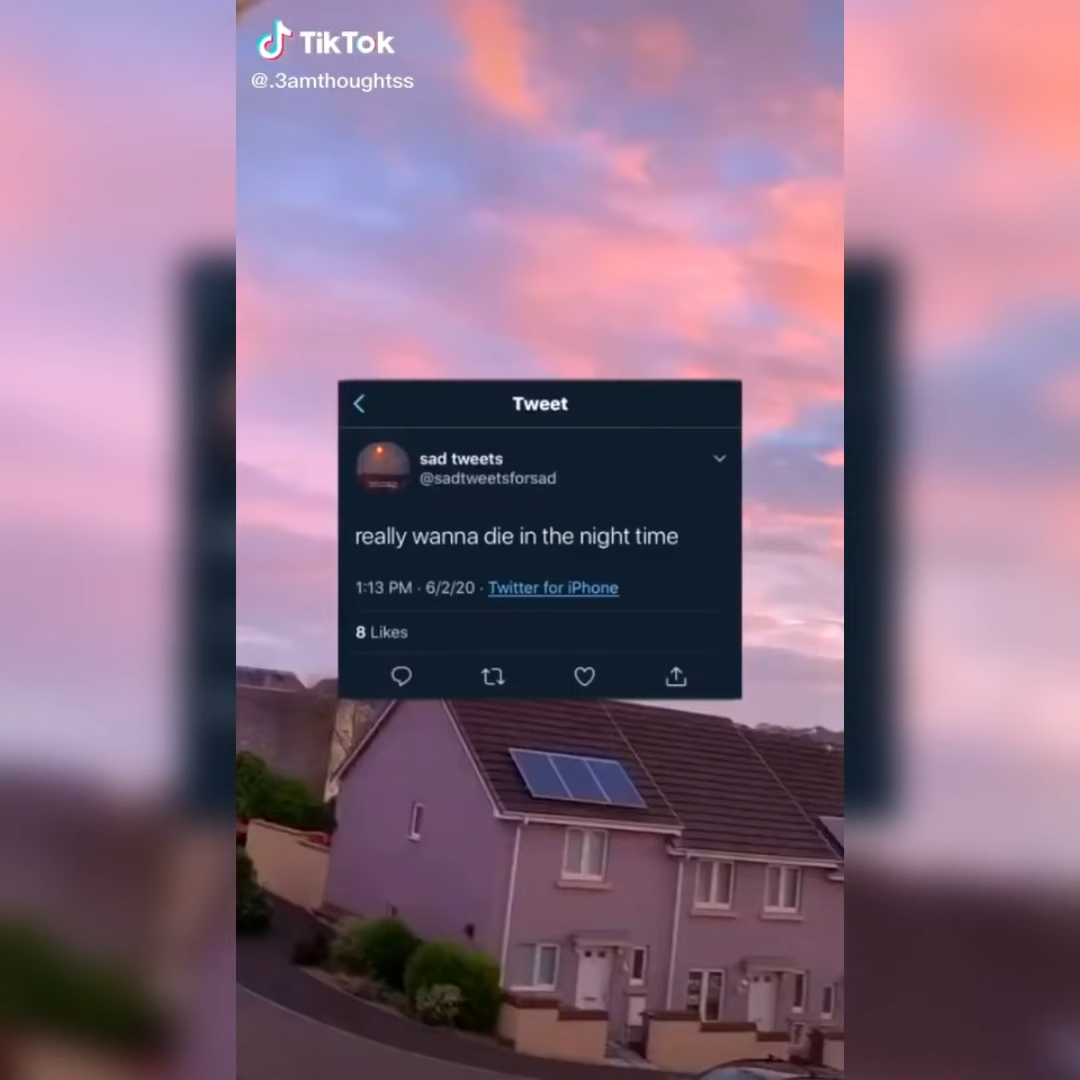 TikTok
@.3amthoughtss
Tweet
sad tweets
@sadtweetsforsad
really wanna die in the night time
1:13 PM · 6/2/20 · Twitter for iPhone
8 Likes